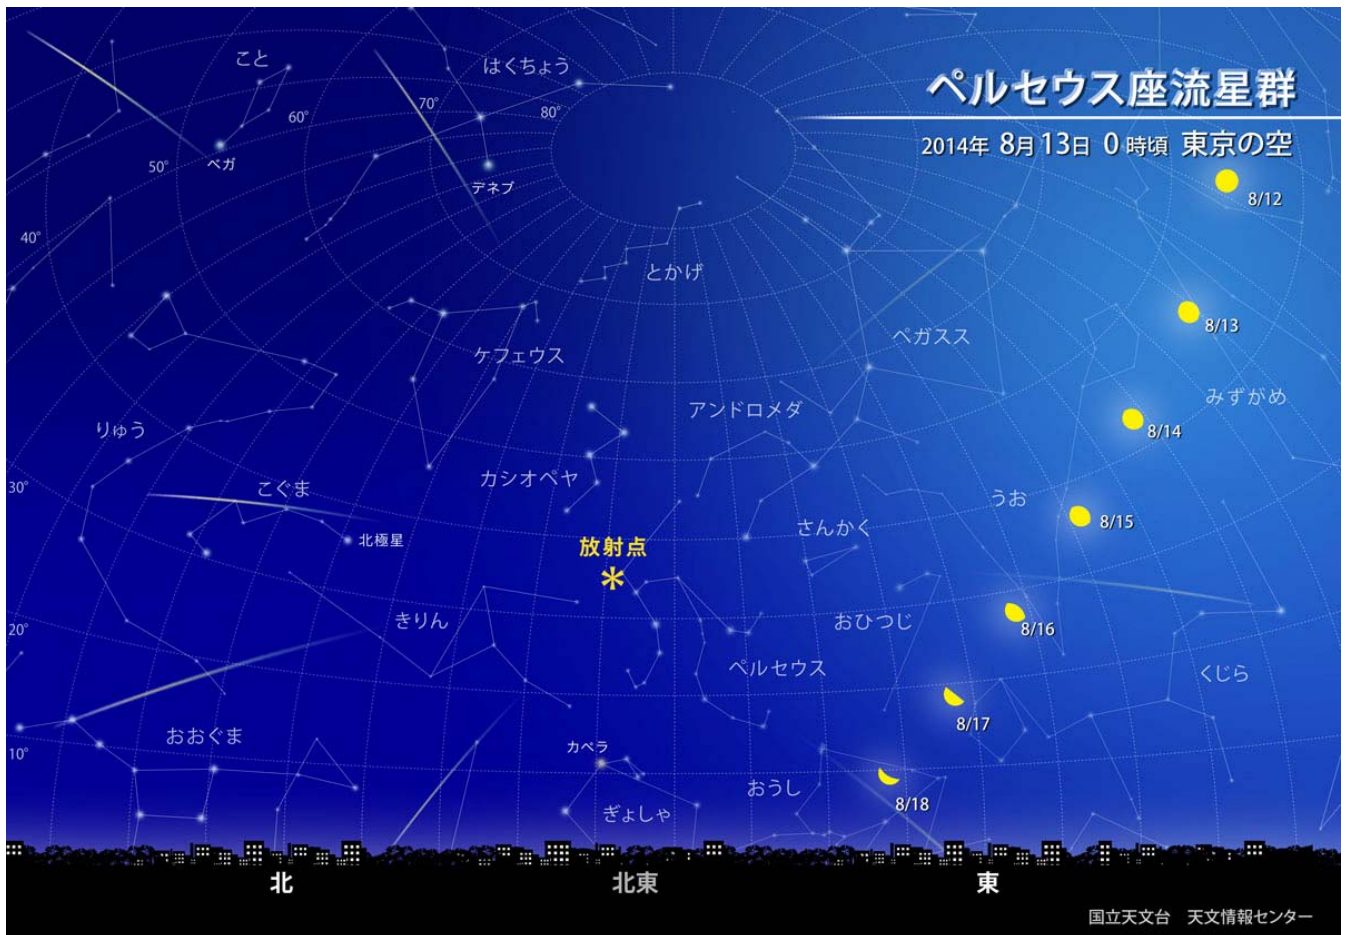 ペルセウス座流星群
2014年 8月13日 0時頃 東京の空
こと
はくちょう
70°
80°
60°
50°
ベガ
デネブ
8/12
40°
とかげ
8/13
ペガスス
ケフェウス
みずがめ
アンドロメダ
りゅう
8/14
カシオペヤ
30°
こぐま
うお
8/15
さんかく
北極星
放射点
*
きりん
おひつじ
8/16
20°
ペルセウス
くじら
8/17
おおぐま
カペラ
10°
おうし
8/18
ぎょしゃ
北
北東
東
国立天文台 天文情報センター